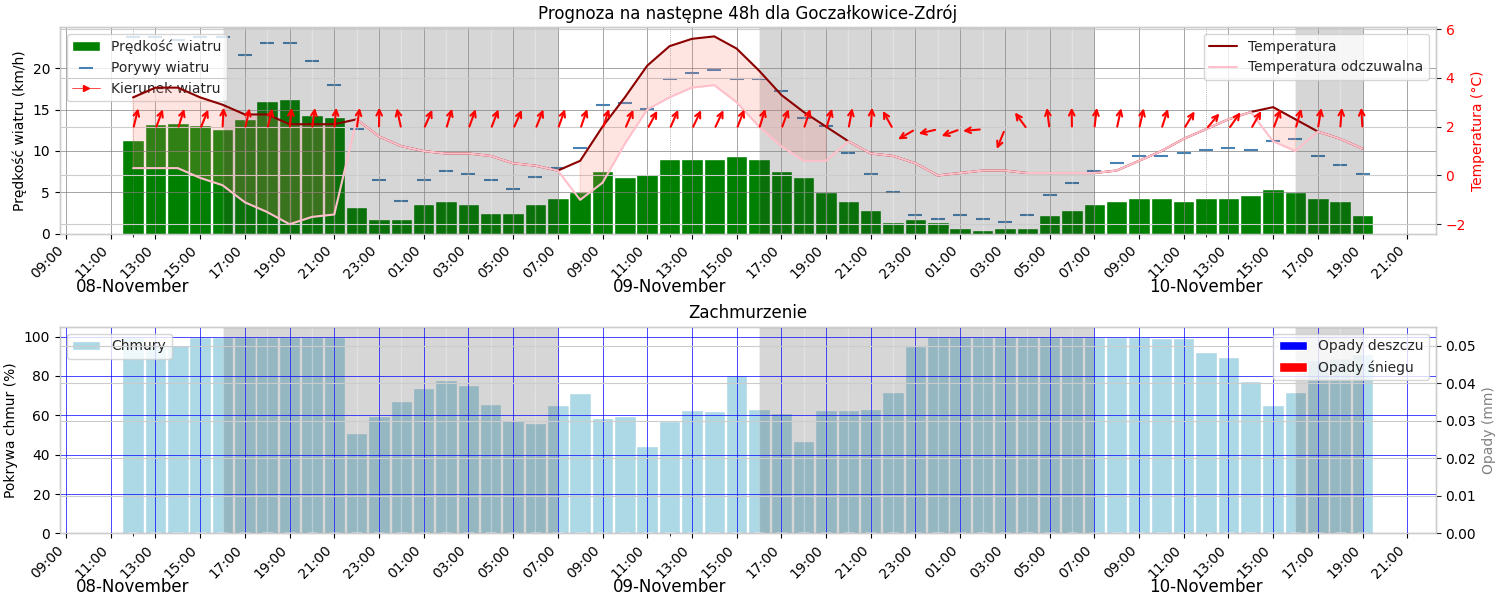 Prognoza na następne 48h dla Goczałkowice-Zdrój
Prędkość wiatru
Porywy wiatru
Kierunek wiatru
Temperatura
Temperatura odczuwalna
Prędkość wiatru (km/h)
20
15
10
5
0
6
4
2
0
−2
Temperatura (°C)
09:00 11:00 13:00 15:00 17:00 19:00 21:00 23:00 01:00 03:00 05:00 07:00 09:00 11:00 13:00 15:00 17:00 19:00 21:00 23:00 01:00 03:00 05:00 07:00 09:00 11:00 13:00 15:00 17:00 19:00 21:00
08-November 09-November 10-November
Zachmurzenie
Chmury
Opady deszczu
Opady śniegu
Pokrywa chmur (%)
100
80
60
40
20
0
0.05
0.04
0.03
0.02
0.01
0.00
Opady (mm)
09:00 11:00 13:00 15:00 17:00 19:00 21:00 23:00 01:00 03:00 05:00 07:00 09:00 11:00 13:00 15:00 17:00 19:00 21:00 23:00 01:00 03:00 05:00 07:00 09:00 11:00 13:00 15:00 17:00 19:00 21:00
08-November 09-November 10-November